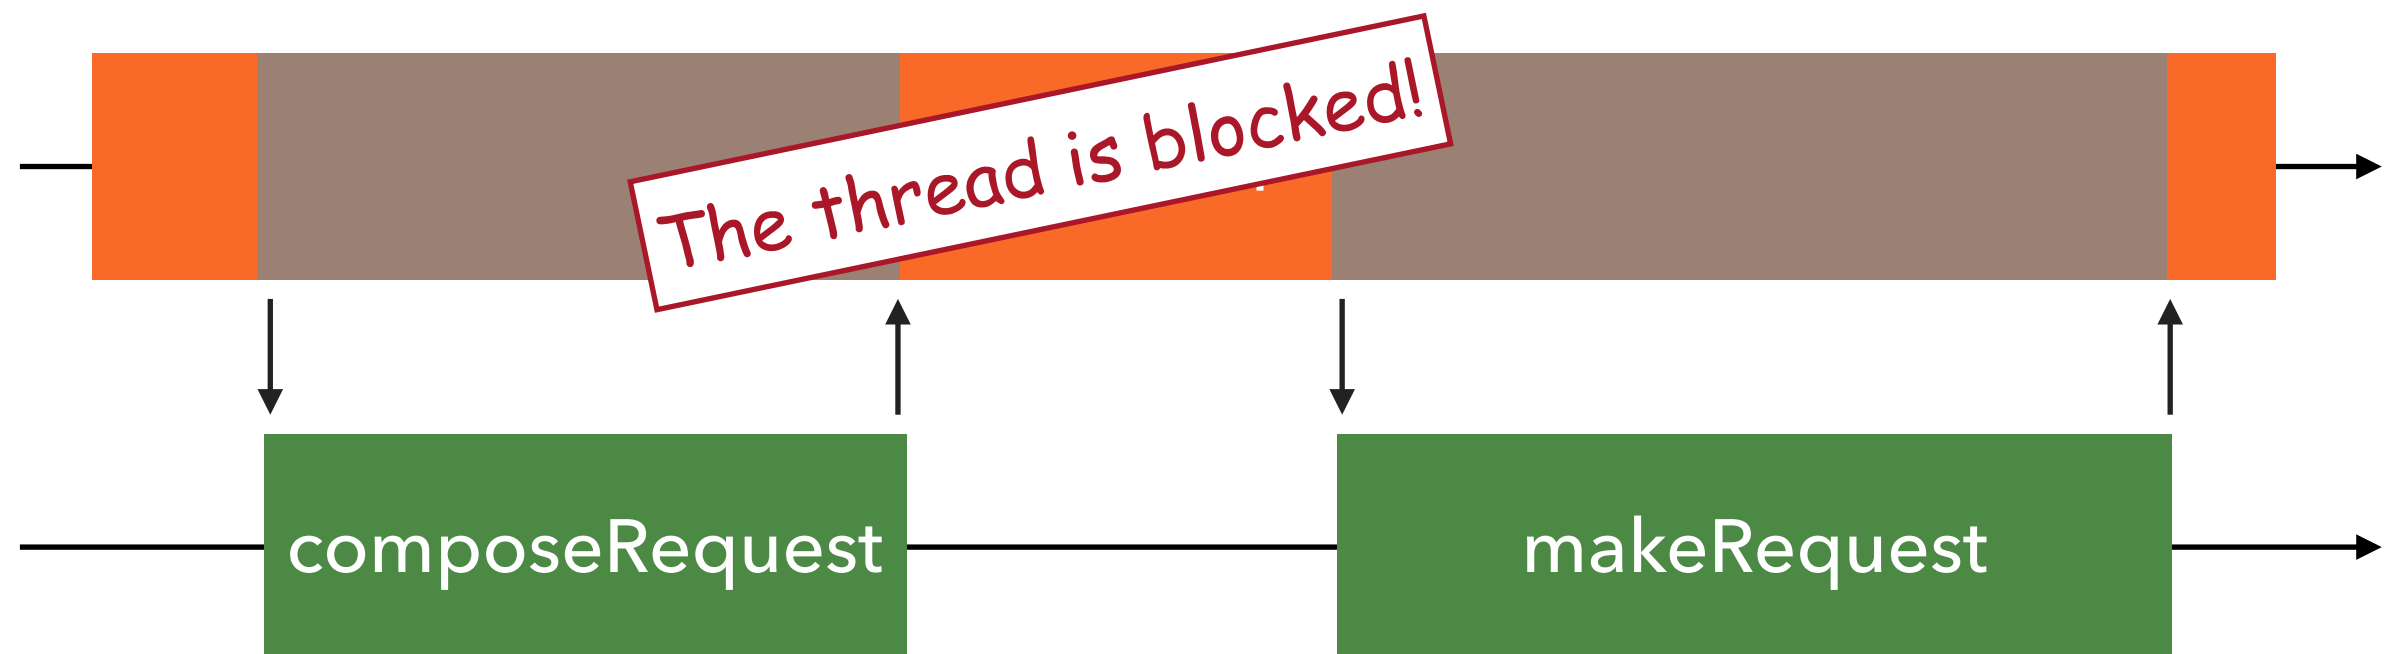 The thread is blocked!
composeRequest
makeRequest